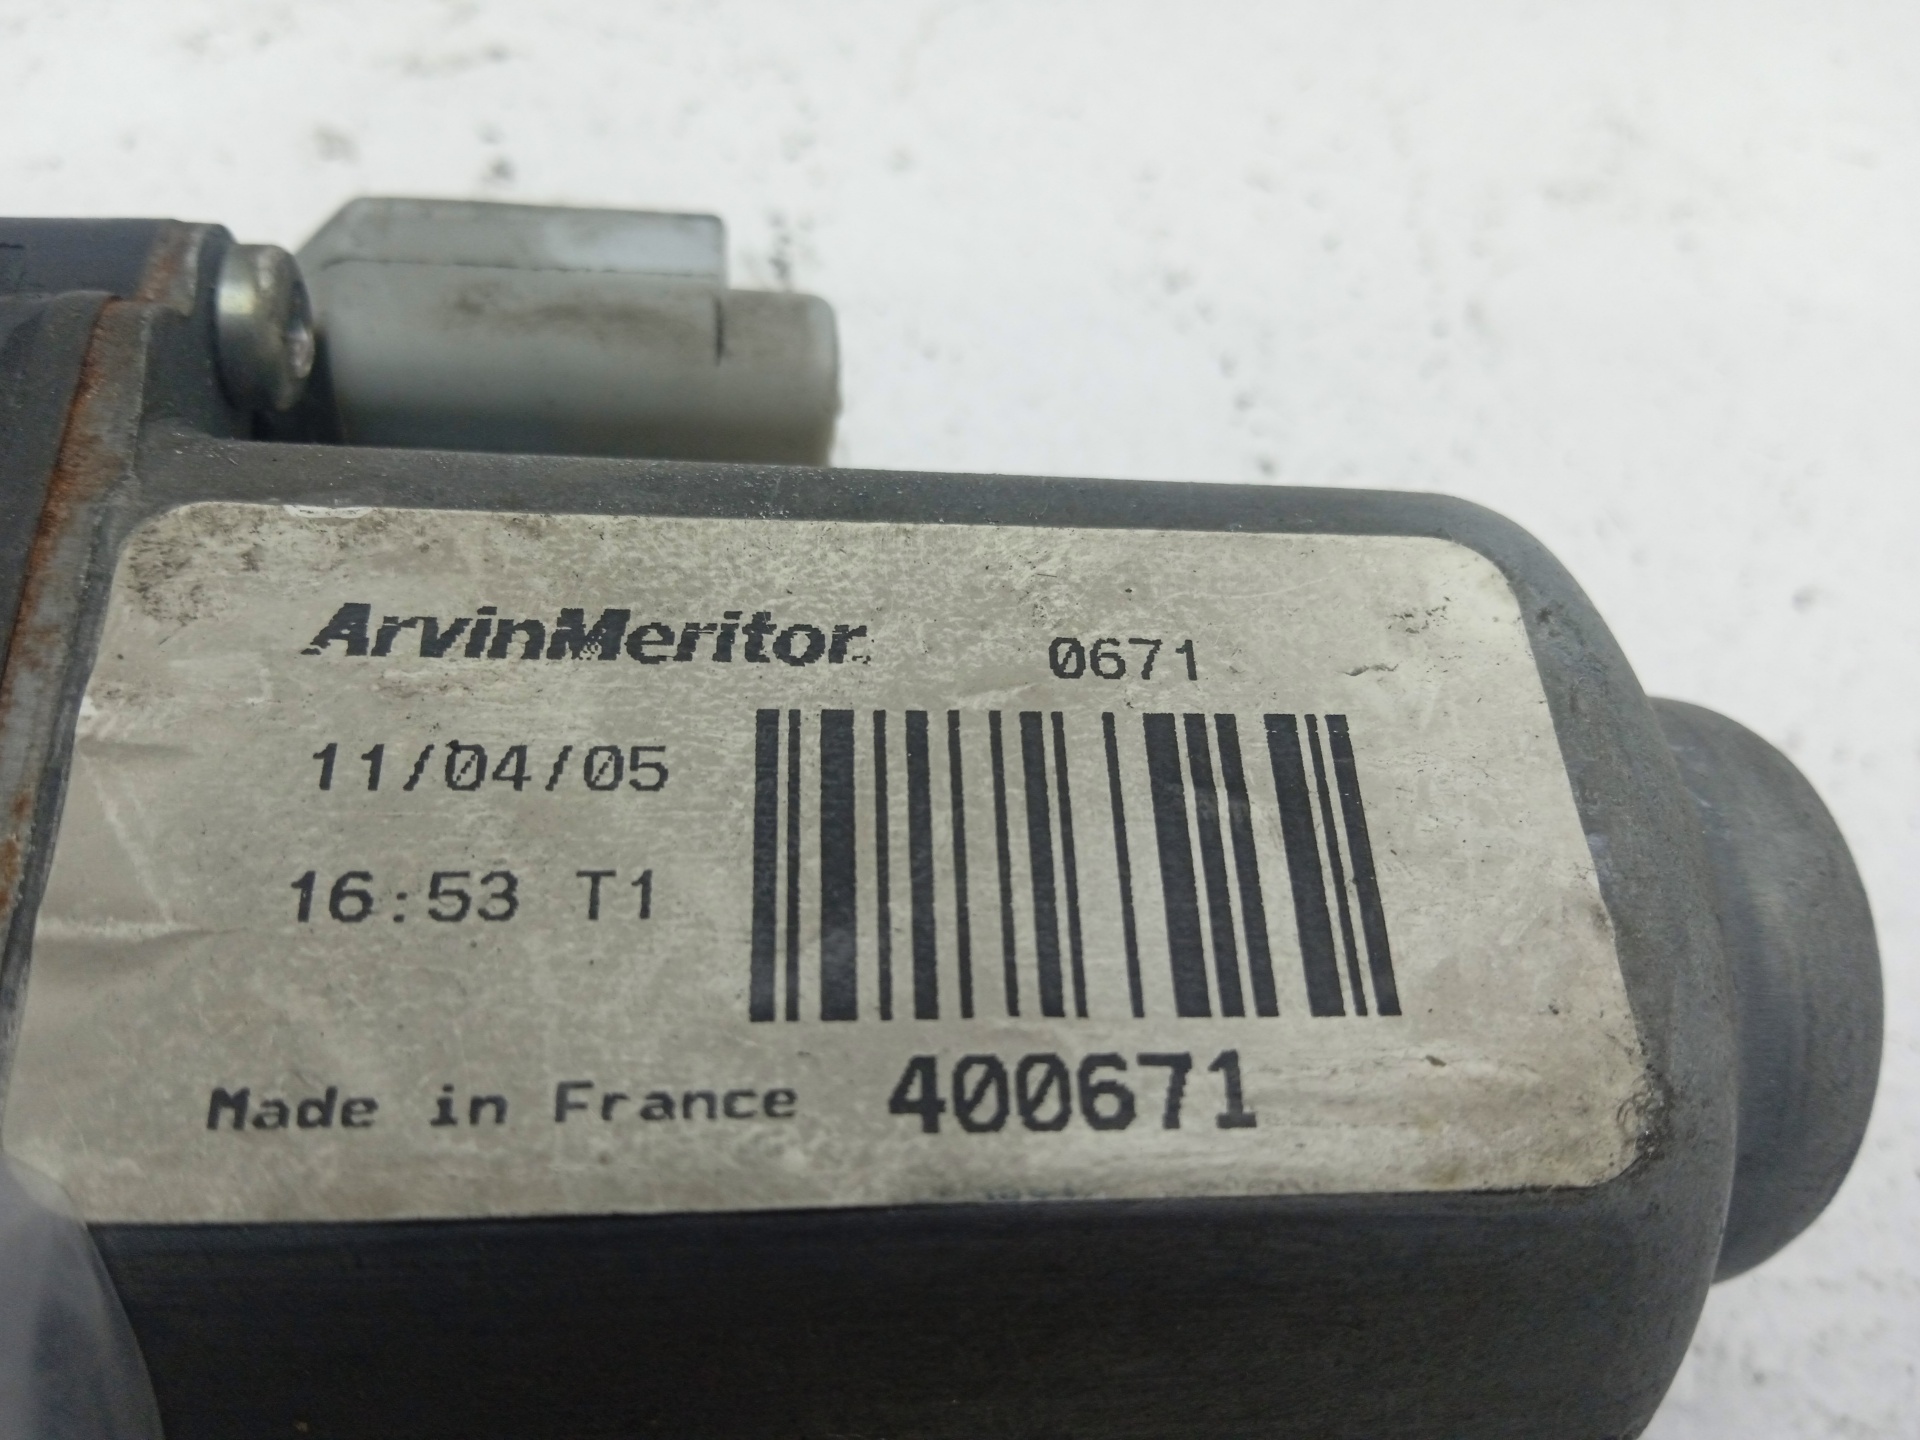 ArvinMeritor 0671
11/04/05
16:53 T1
Made in France 400671